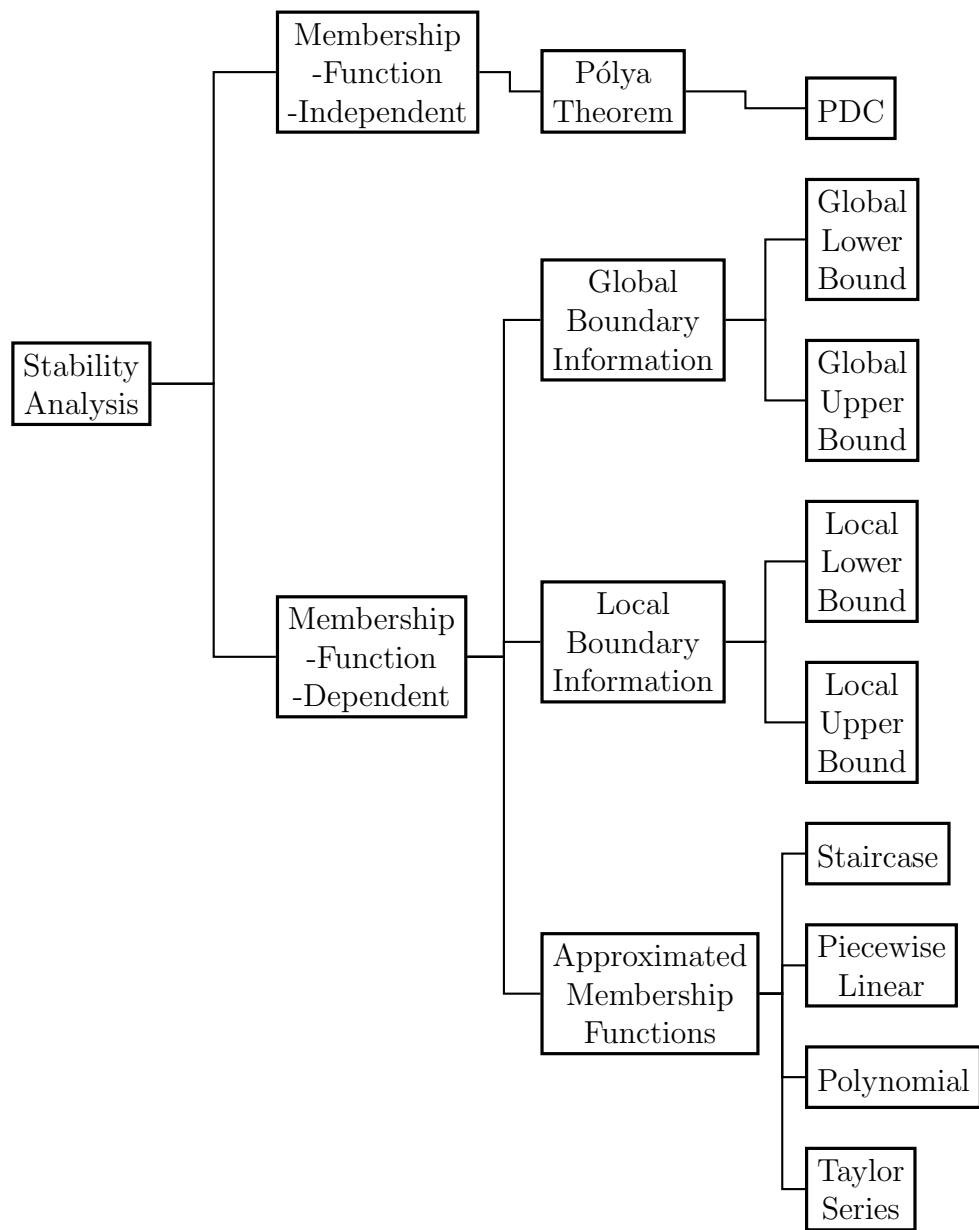 Membership
-Function
-Independent
Pólya
Theorem
PDC
Global
Lower
Bound
Global
Boundary
Information
Global
Upper
Bound
Stability
Analysis
Local
Lower
Bound
Membership
-Function
-Dependent
Local
Boundary
Information
Local
Upper
Bound
Staircase
Approximated
Membership
Functions
Piecewise
Linear
Polynomial
Taylor
Series